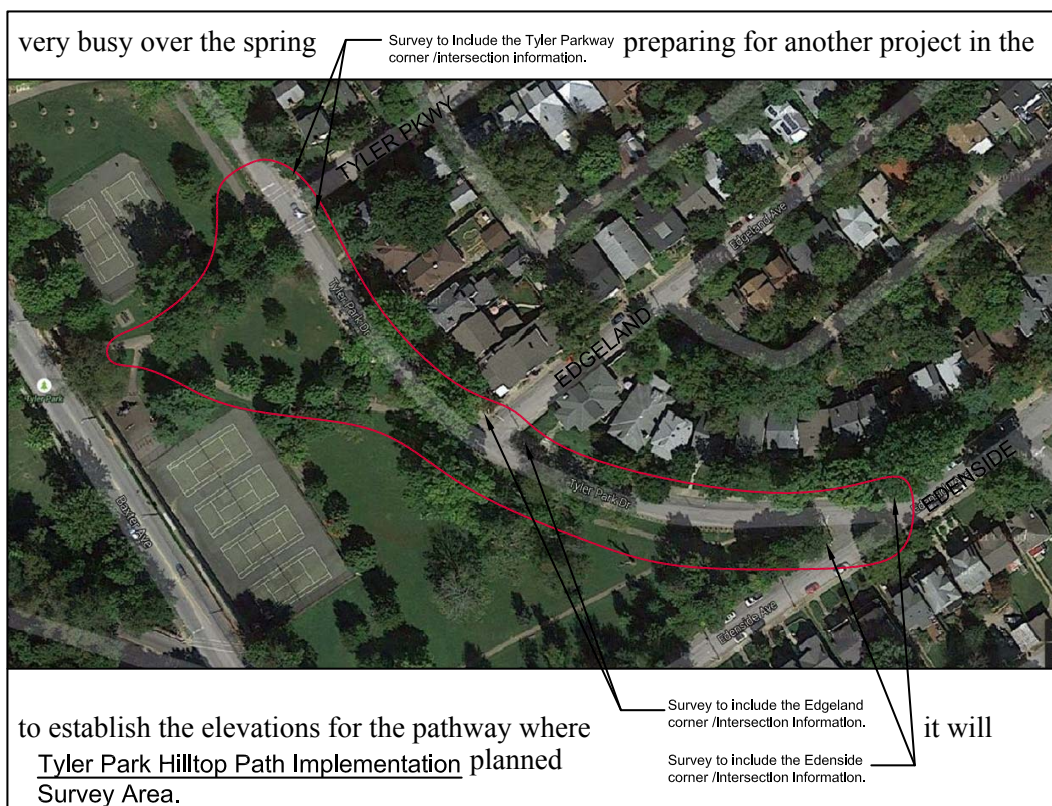 very busy over the spring
Survey to Include the Tyler Parkway
corner /intersection information.
preparing for another project in the
TYLER PKWY
Edgeland Ave
Tyler Park Dr
EDGELAND
Tyler Park
EDENSIDE
Baxter Ave
Tyler Park Dr
Edenside Ave
to establish the elevations for the pathway where
Survey to include the Edgeland
corner /Intersection Information.
it will
Tyler Park Hilltop Path Implementation planned
Survey Area.
Survey to include the Edenside
corner /Intersection Information.